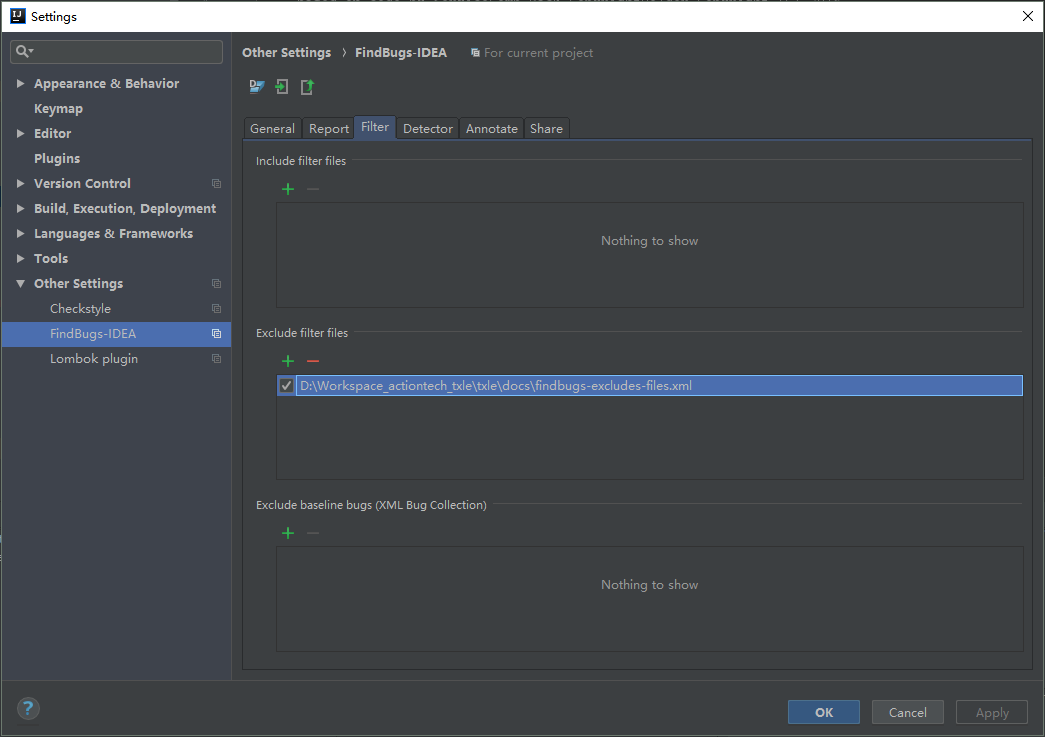 Settings
Other Settings › FindBugs-IDEA For current project
Appearance & Behavior
Keymap
Editor
Plugins
Version Control
Build, Execution, Deployment
Languages & Frameworks
Tools
Other Settings
Checkstyle
FindBugs-IDEA
Lombok plugin
General Report Filter Detector Annotate Share
Include filter files
Nothing to show
Exclude filter files
D:\Workspace_actiontech_txle\txle\docs\findbugs-excludes-files.xml
Exclude baseline bugs (XML Bug Collection)
Nothing to show
?
OK Cancel Apply